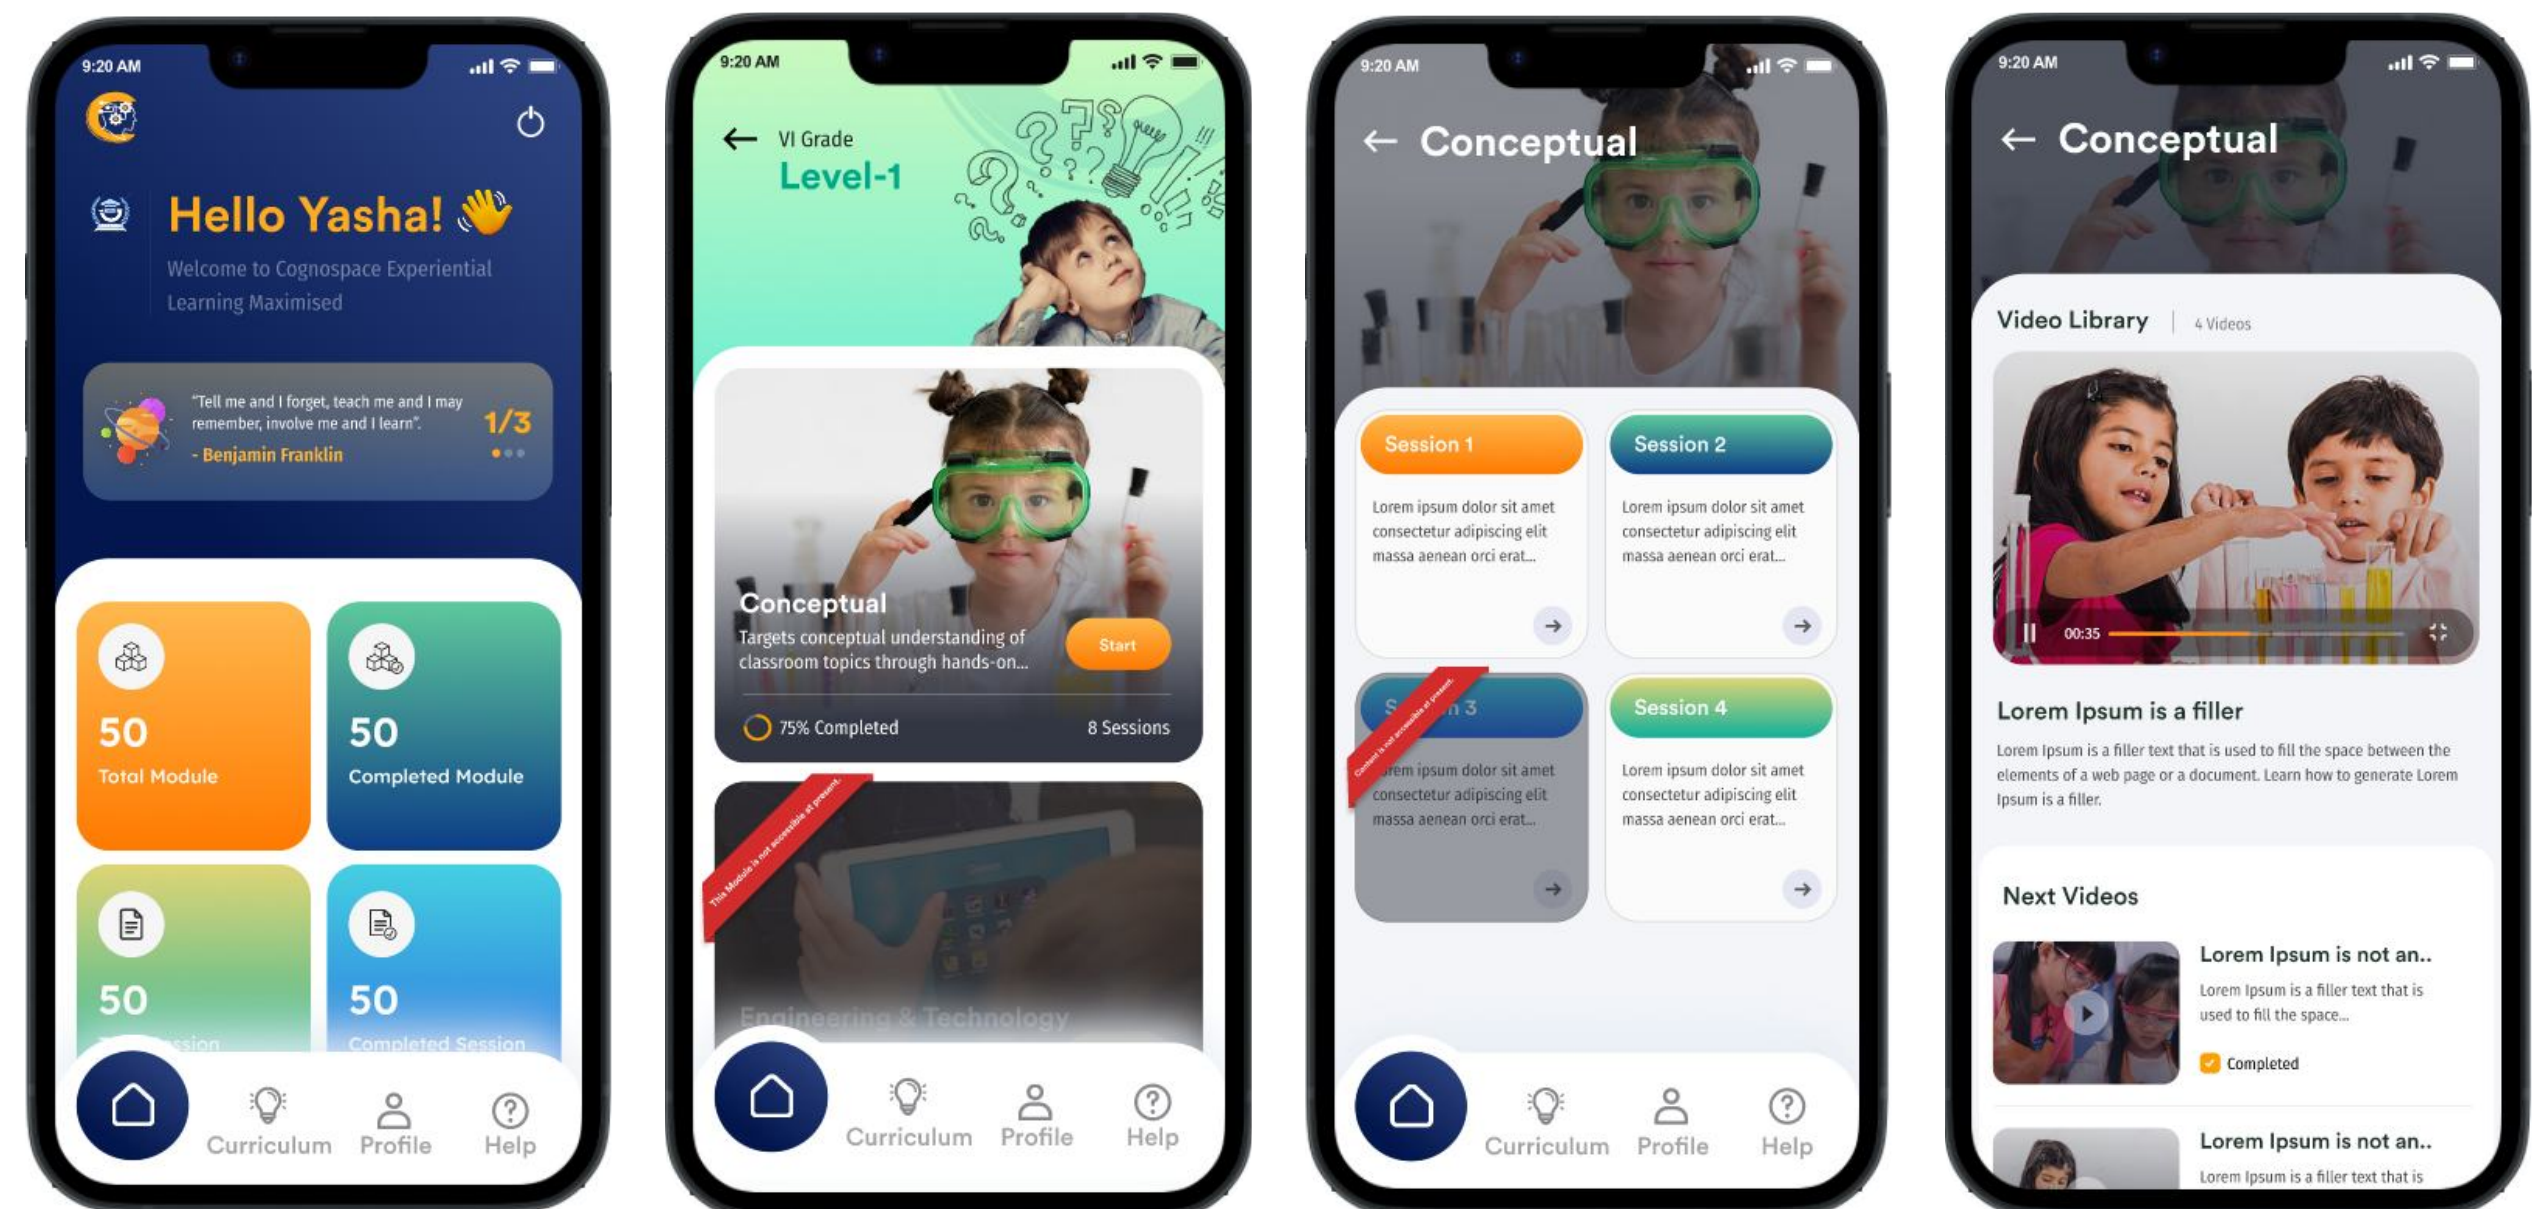 9:20 AM
Hello Yasha!
Welcome to Cognospace Experiential
Learning Maximised
"Tell me and I forget, teach me and I may
remember, involve me and I learn".
- Benjamin Franklin
1/3
50
Total Module
50
Completed Module
50
ssion
50
Completed Session
Curriculum
Profile
Help
9:20 AM
VI Grade
Level-1
Conceptual
Targets conceptual understanding of
classroom topics through hands-on...
Start
75% Completed
8 Sessions
This Module is not accessible at present.
Engineering & Technology
Curriculum
Profile
Help
9:20 AM
Conceptual
Session 1
Lorem ipsum dolor sit amet
consectetur adipiscing elit
massa aenean orci erat...
Session 2
Lorem ipsum dolor sit amet
consectetur adipiscing elit
massa aenean orci erat...
S n 3
Content is not accessible at present.
rem ipsum dolor sit amet
consectetur adipiscing elit
massa aenean orci erat...
Session 4
Lorem ipsum dolor sit amet
consectetur adipiscing elit
massa aenean orci erat...
Curriculum
Profile
Help
9:20 AM
Conceptual
Video Library
4 Videos
00:35
Lorem Ipsum is a filler
Lorem Ipsum is a filler text that is used to fill the space between the
elements of a web page or a document. Learn how to generate Lorem
Ipsum is a filler.
Next Videos
Lorem Ipsum is not an..
Lorem Ipsum is a filler text that is
used to fill the space...
Completed
Lorem Ipsum is not an..
Lorem Ipsum is a filler text that is